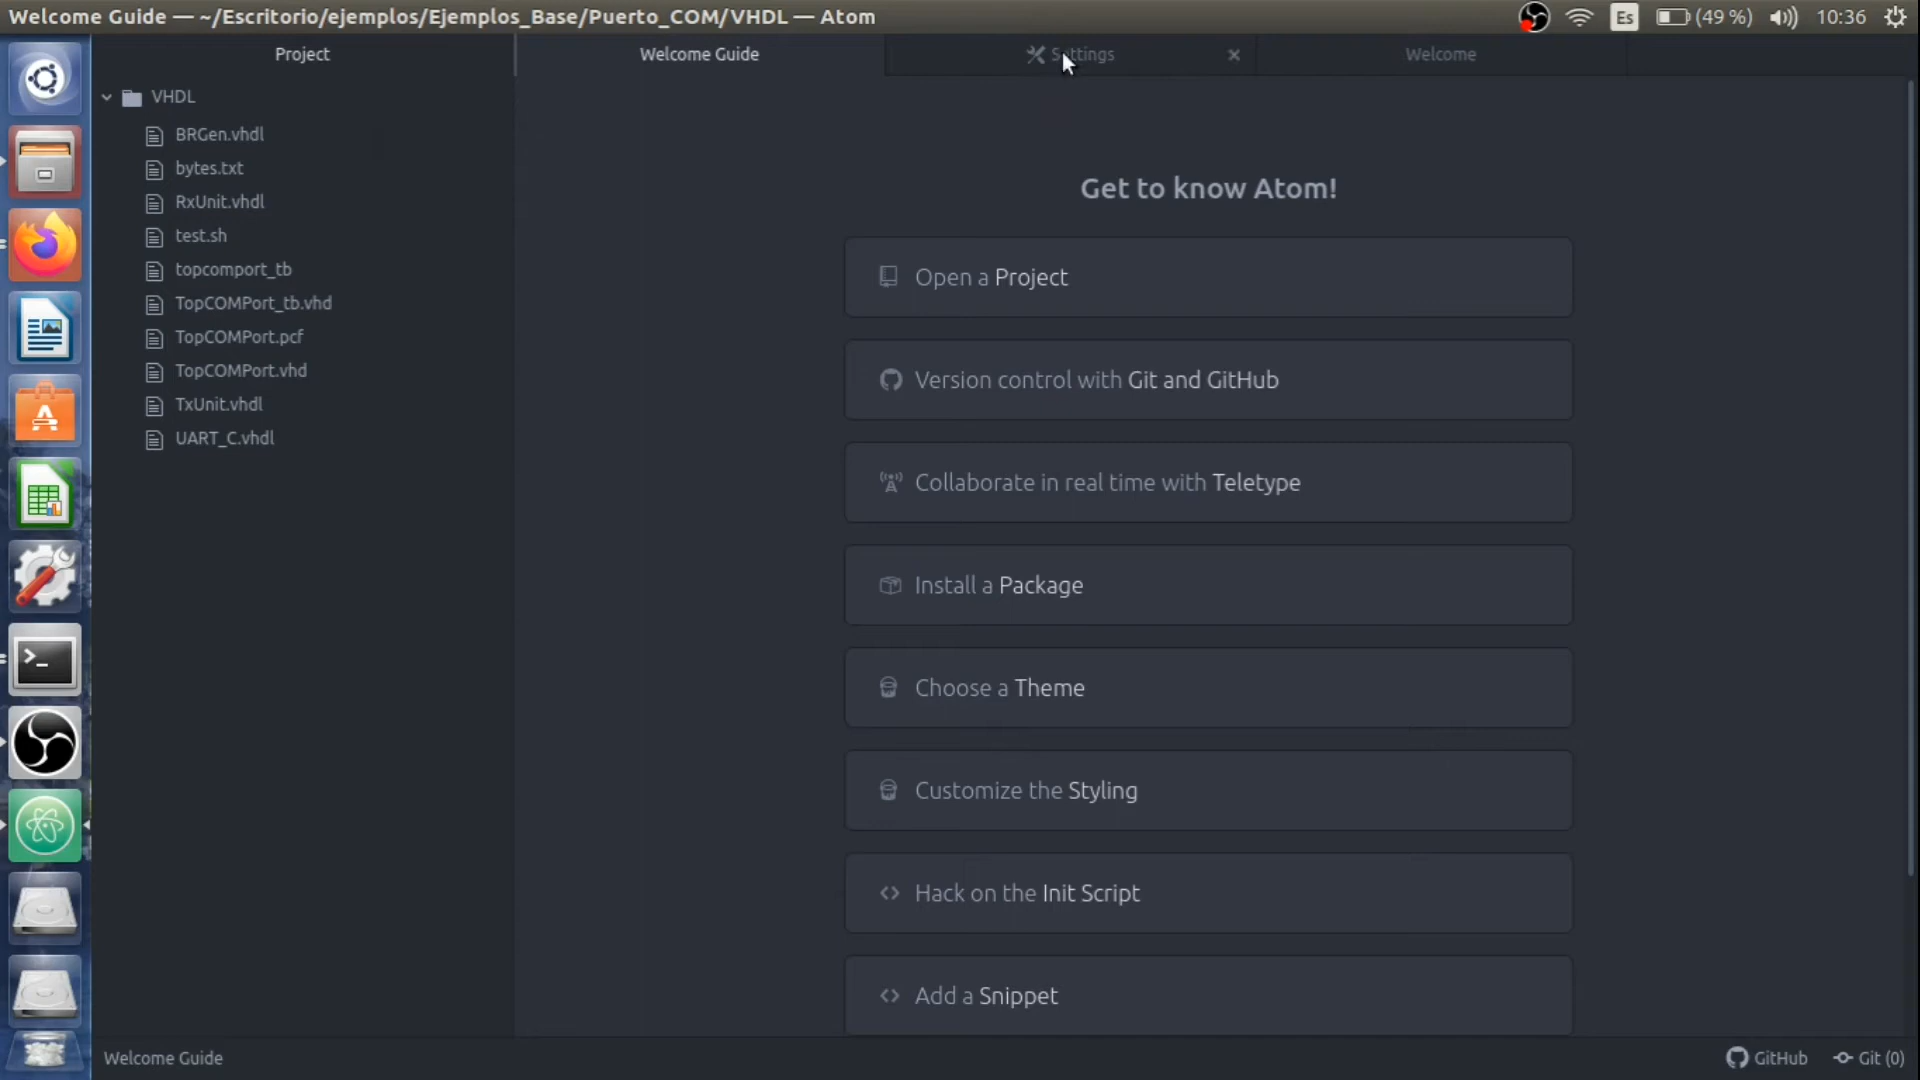 Welcome Guide — ~/Escritorio/ejemplos/Ejemplos_Base/Puerto_COM/VHDL — Atom
Es
(49 %)
10:36
Project
Welcome Guide
Settings
Welcome
VHDL
BRGen.vhdl
bytes.txt
RxUnit.vhdl
test.sh
topcomport_tb
TopCOMPort_tb.vhd
TopCOMPort.pcf
TopCOMPort.vhd
TxUnit.vhdl
UART_C.vhdl
Get to know Atom!
Open a Project
Version control with Git and GitHub
Collaborate in real time with Teletype
Install a Package
Choose a Theme
Customize the Styling
Hack on the Init Script
Add a Snippet
Welcome Guide
GitHub
Git (0)